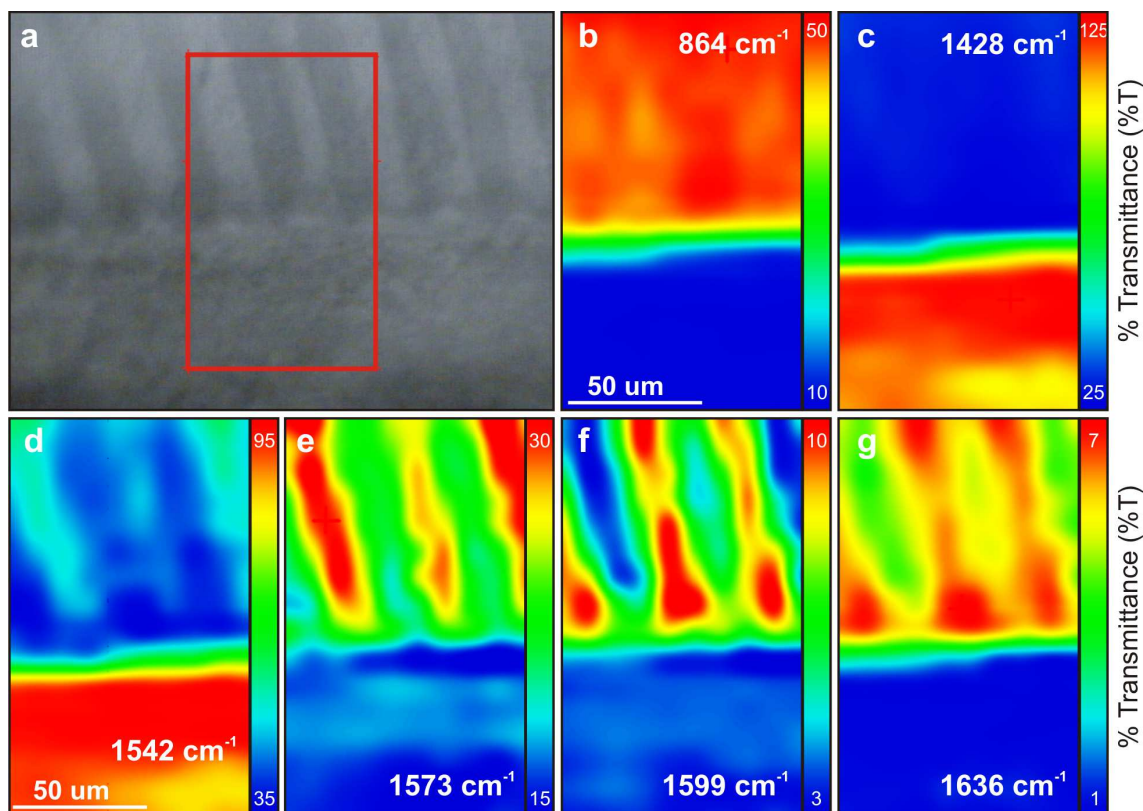 a
b
864 cm⁻¹
50
10
50 um
c
1428 cm⁻¹
125
25
% Transmittance (%T)
d
95
35
1542 cm⁻¹
50 um
e
30
15
1573 cm⁻¹
f
10
3
1599 cm⁻¹
g
7
1
1636 cm⁻¹
% Transmittance (%T)